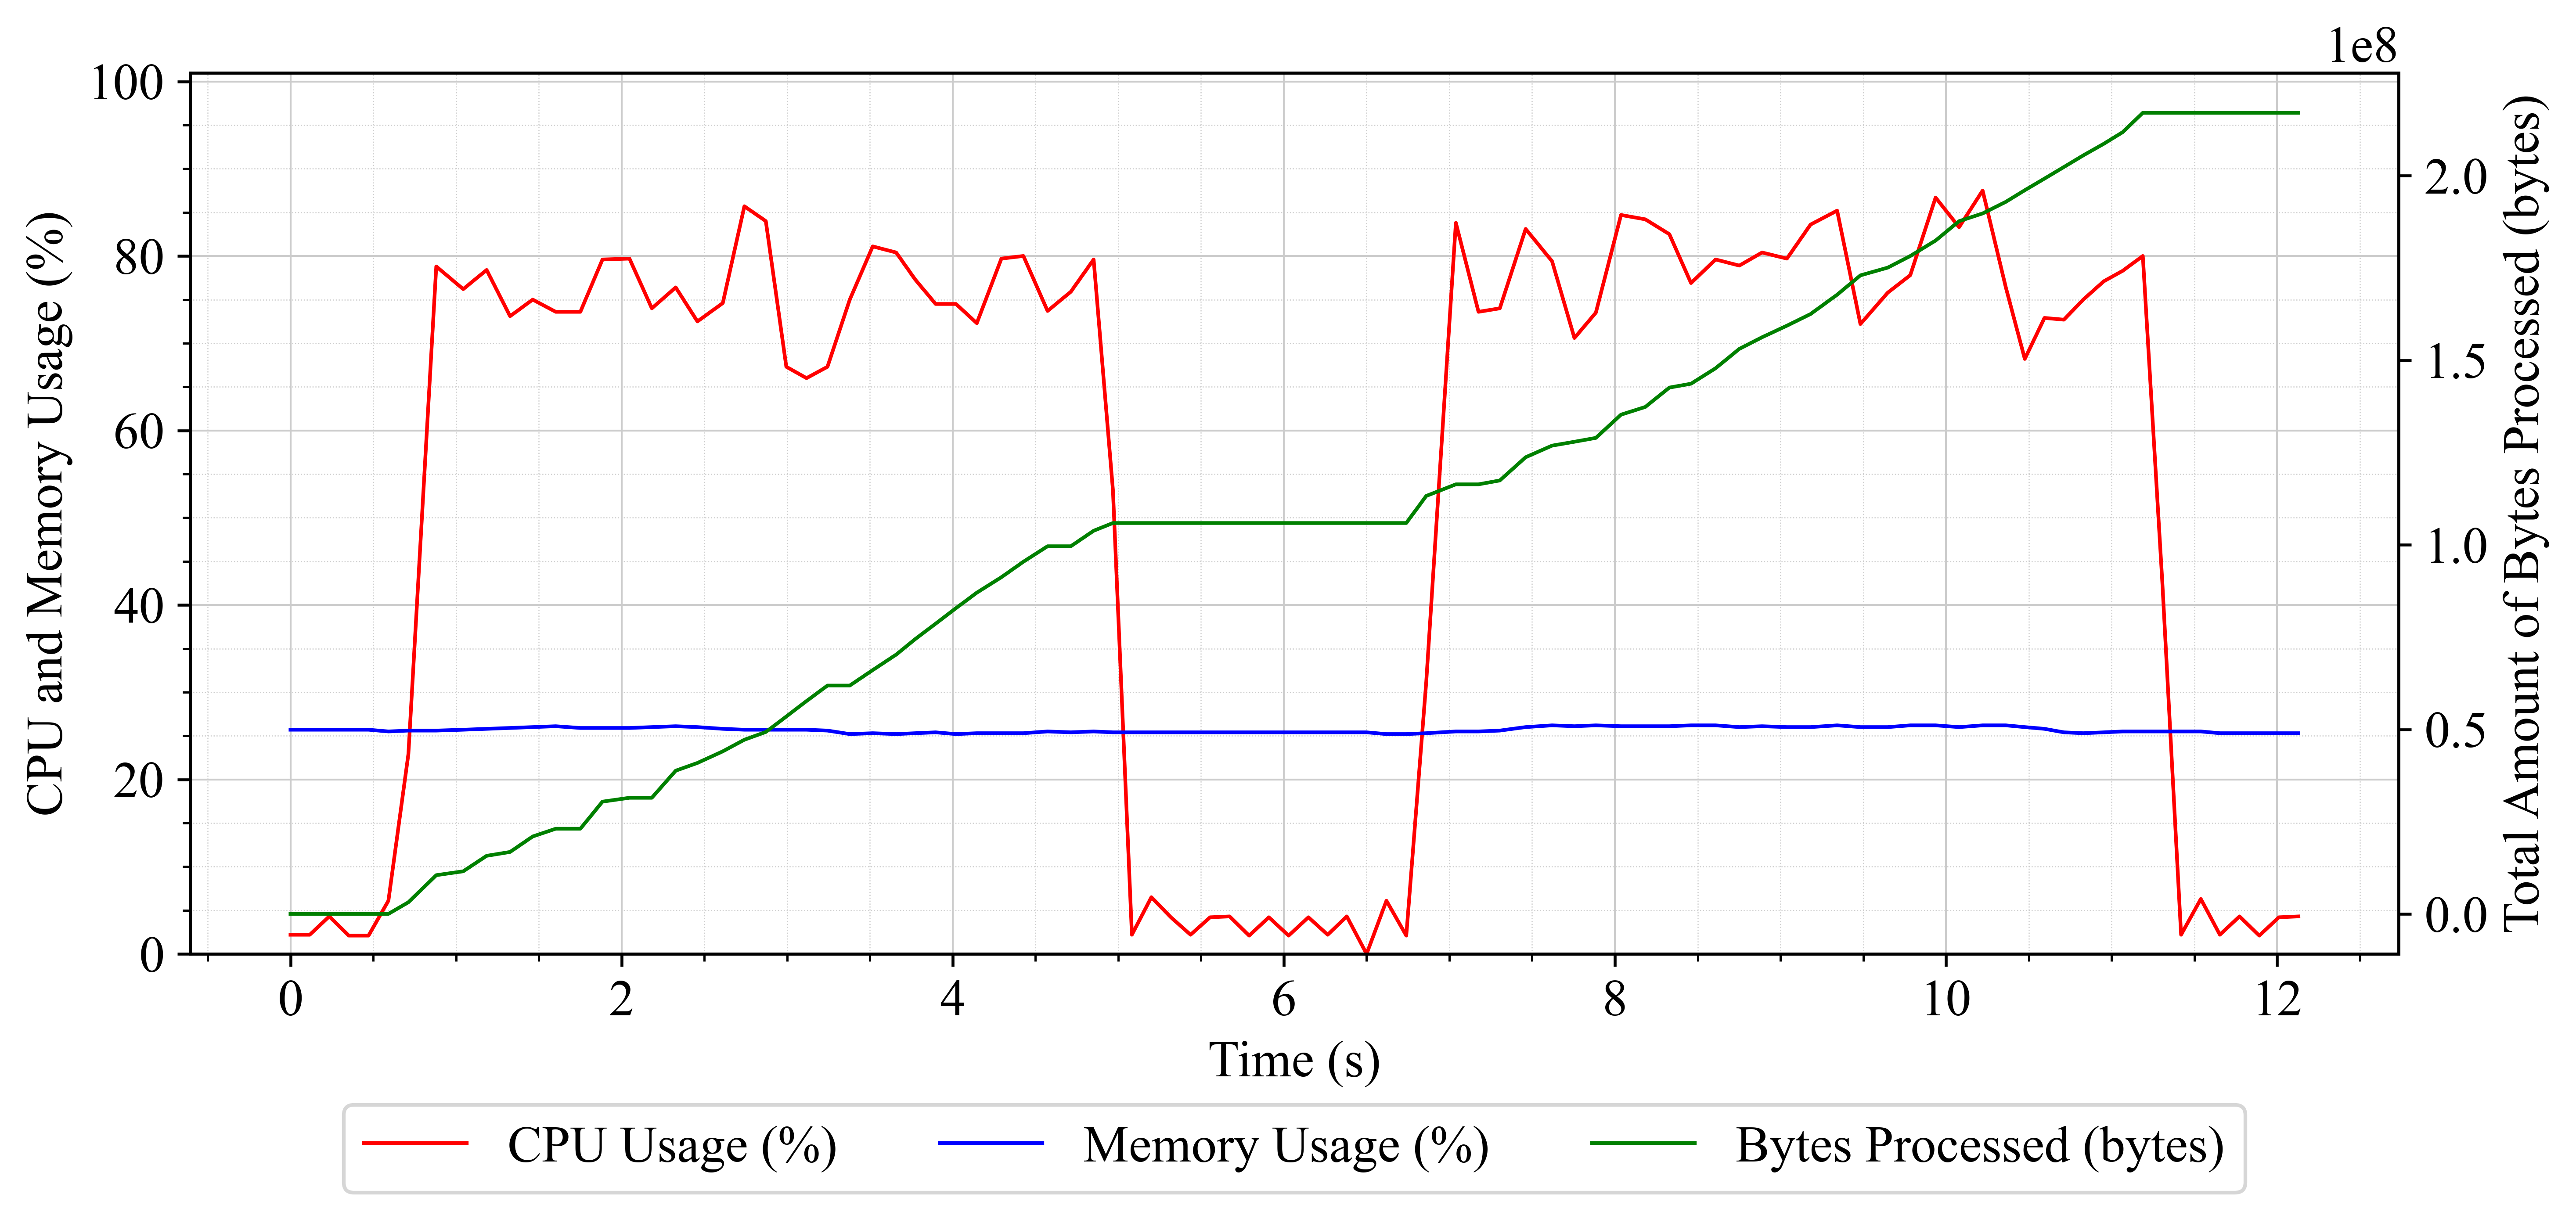 1e8
100
80
60
40
20
0
CPU and Memory Usage (%)
2.0
1.5
1.0
0.5
0.0
Total Amount of Bytes Processed (bytes)
0 2 4 6 8 10 12
Time (s)
CPU Usage (%) Memory Usage (%) Bytes Processed (bytes)